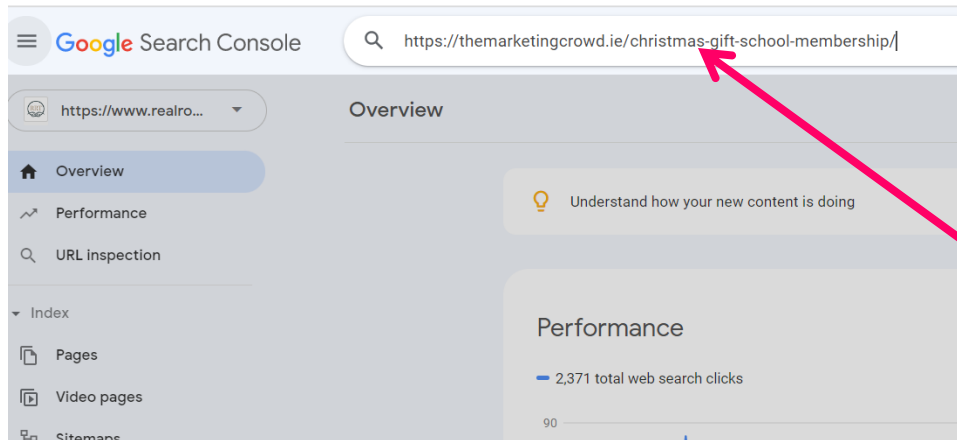 Google Search Console
https://themarketingcrowd.ie/christmas-gift-school-membership/
https://www.realro...
Overview
Overview
Performance
URL inspection
Index
Pages
Video pages
Sitemaps
Understand how your new content is doing
Performance
2,371 total web search clicks
90